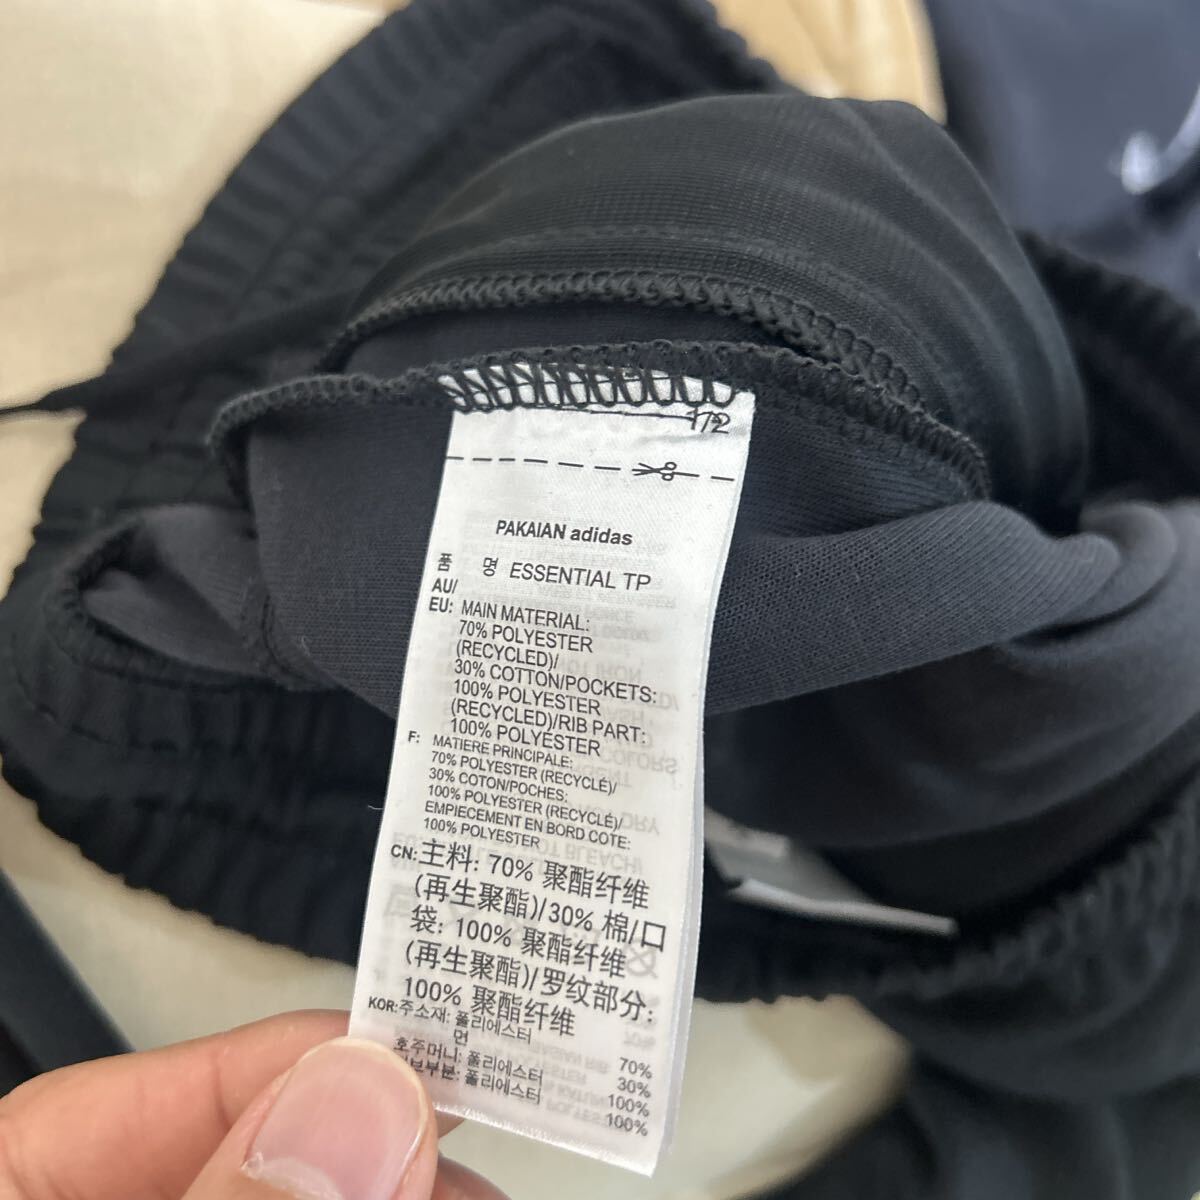 1/2
PAKAIAN adidas
품 명 ESSENTIAL TP
AU/
EU: MAIN MATERIAL:
70% POLYESTER
(RECYCLED)/
30% COTTON/POCKETS:
100% POLYESTER
(RECYCLED)/RIB PART:
100% POLYESTER
F: MATIERE PRINCIPALE:
70% POLYESTER (RECYCLÉ)/
30% COTON/POCHES:
100% POLYESTER (RECYCLÉ)/
EMPIECEMENT EN BORD COTE:
100% POLYESTER
CN: 主料: 70% 聚酯纤维
(再生聚酯)/30% 棉/口
袋: 100% 聚酯纤维
(再生聚酯)/罗纹部分:
100% 聚酯纤维
KOR: 주소재: 폴리에스터 70%
면 30%
호주머니: 폴리에스터 100%
브부분: 폴리에스터 100%